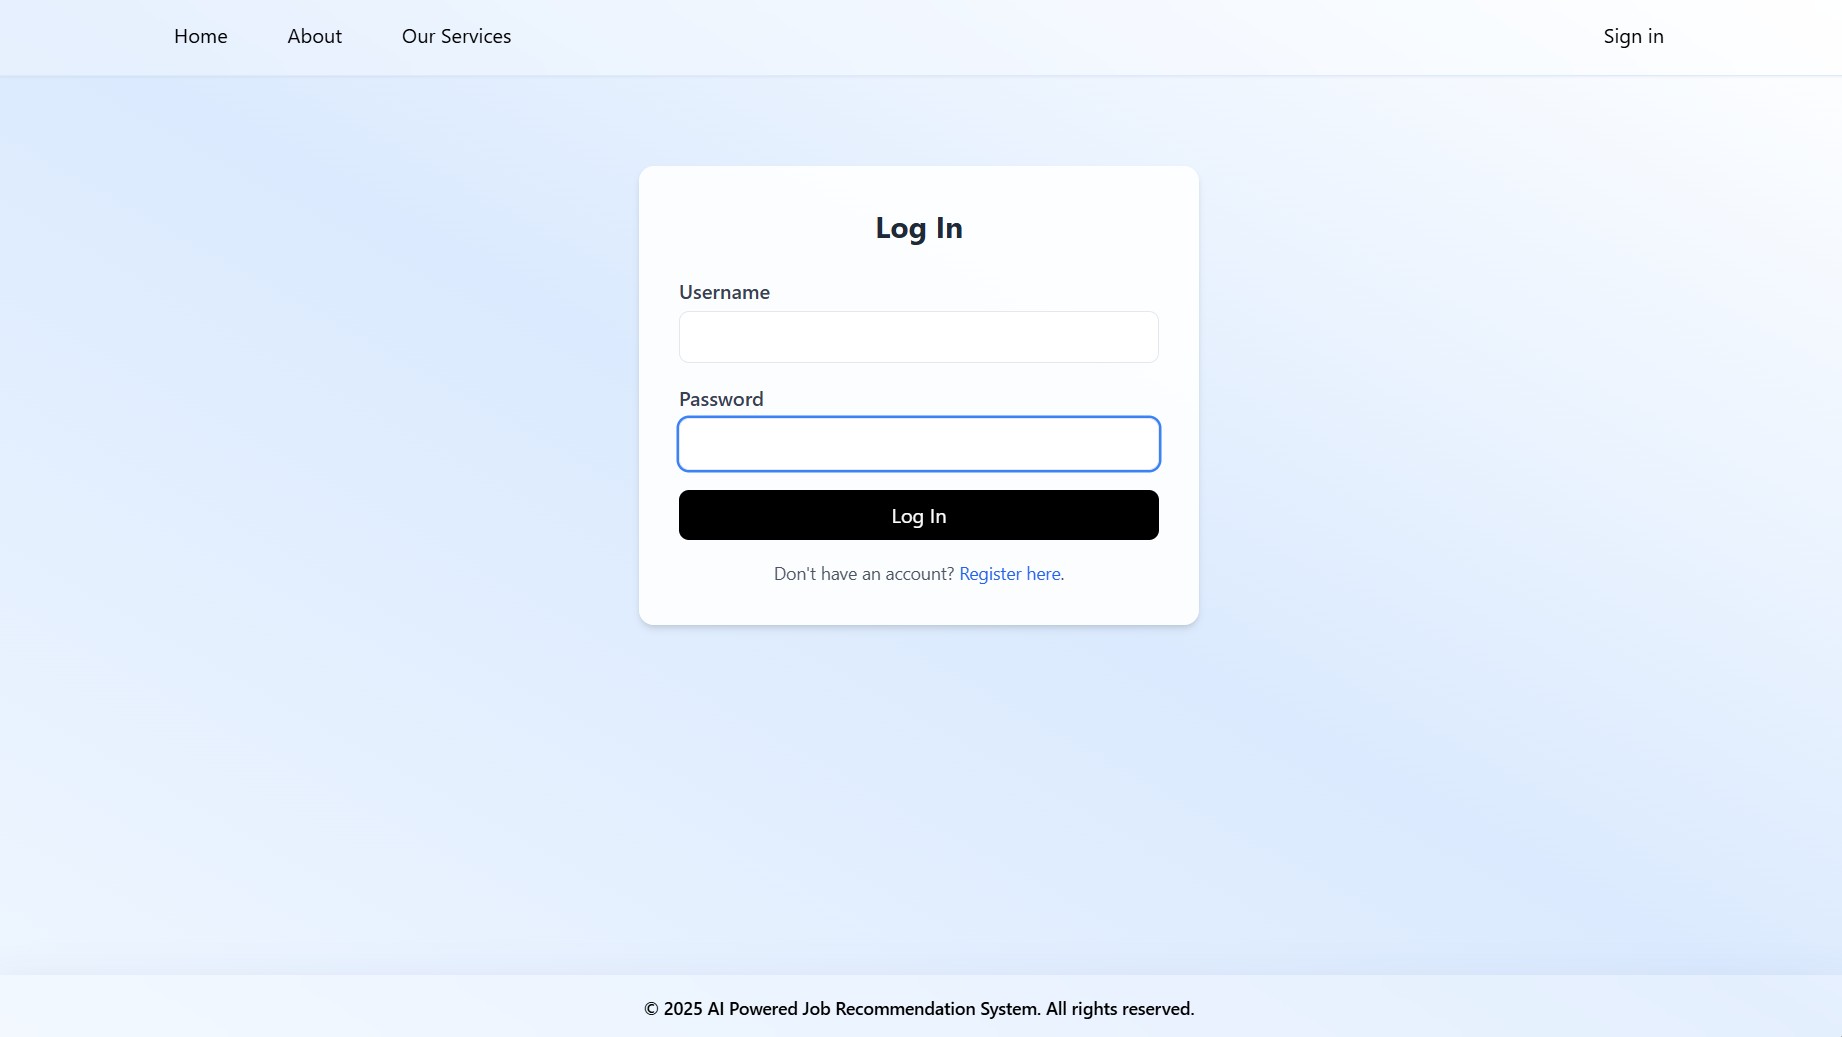 Home About Our Services Sign in
Log In
Username
Password
Log In
Don't have an account? Register here.
© 2025 AI Powered Job Recommendation System. All rights reserved.